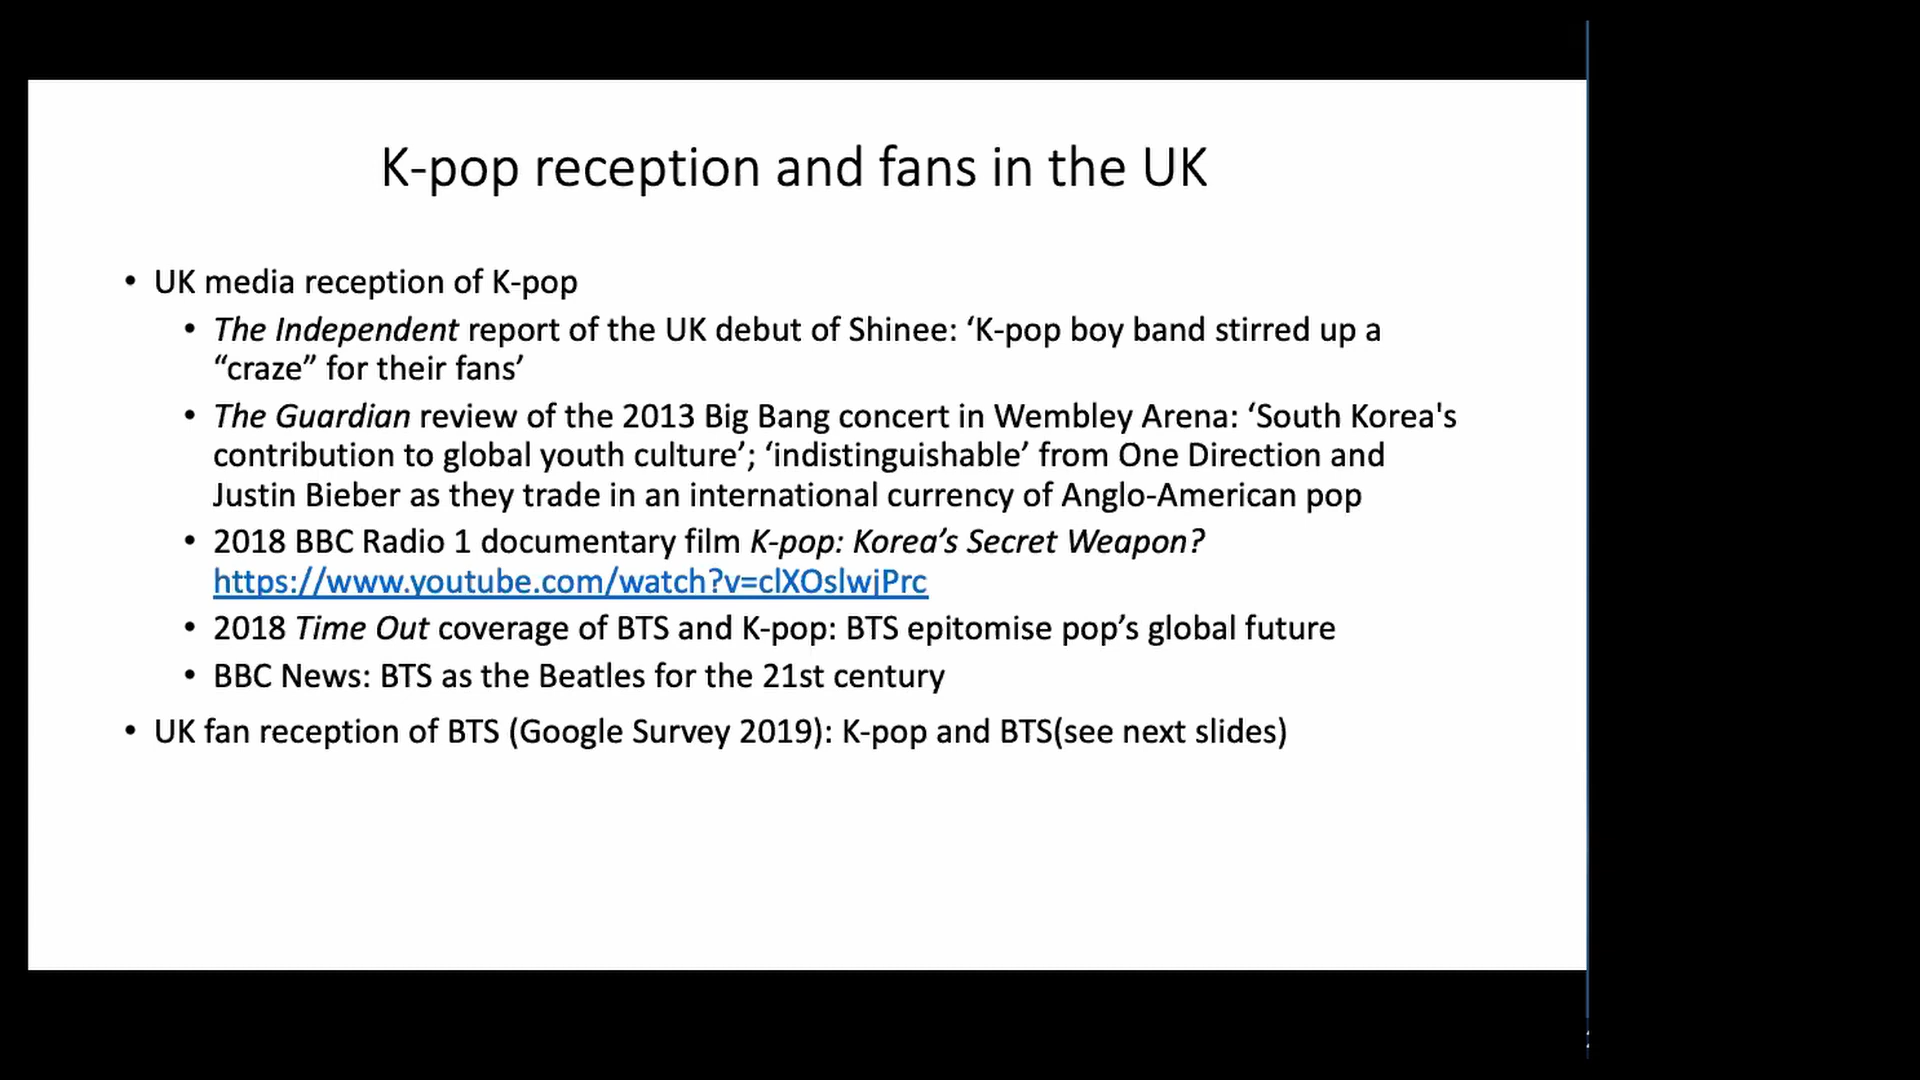 K-pop reception and fans in the UK
• UK media reception of K-pop
• The Independent report of the UK debut of Shinee: ‘K-pop boy band stirred up a
“craze” for their fans’
• The Guardian review of the 2013 Big Bang concert in Wembley Arena: ‘South Korea's
contribution to global youth culture’; ‘indistinguishable’ from One Direction and
Justin Bieber as they trade in an international currency of Anglo-American pop
• 2018 BBC Radio 1 documentary film K-pop: Korea’s Secret Weapon?
https://www.youtube.com/watch?v=clXOslwjPrc
• 2018 Time Out coverage of BTS and K-pop: BTS epitomise pop’s global future
• BBC News: BTS as the Beatles for the 21st century
• UK fan reception of BTS (Google Survey 2019): K-pop and BTS(see next slides)